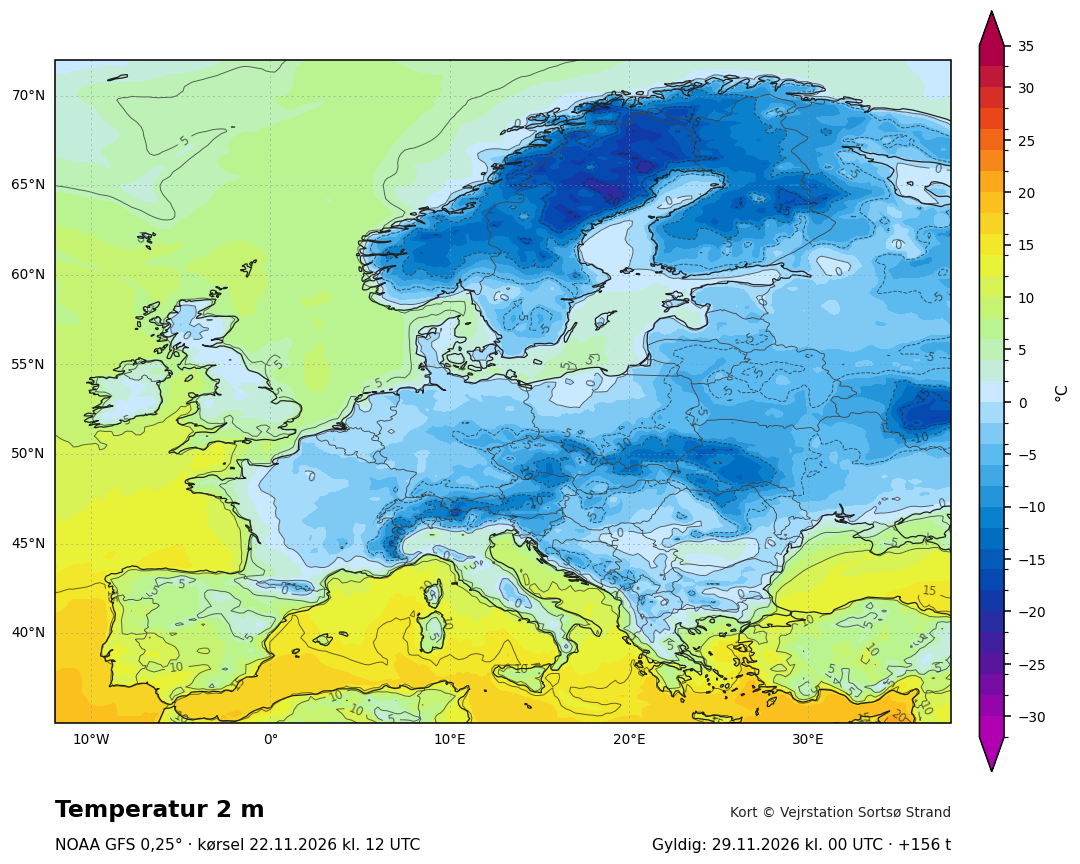 35
30
25
20
15
10
5
0
−5
−10
−15
−20
−25
−30
°C
70°N
65°N
60°N
55°N
50°N
45°N
40°N
10°W
0°
10°E
20°E
30°E
Temperatur 2 m
Kort © Vejrstation Sortsø Strand
NOAA GFS 0,25° · kørsel 22.11.2026 kl. 12 UTC
Gyldig: 29.11.2026 kl. 00 UTC · +156 t